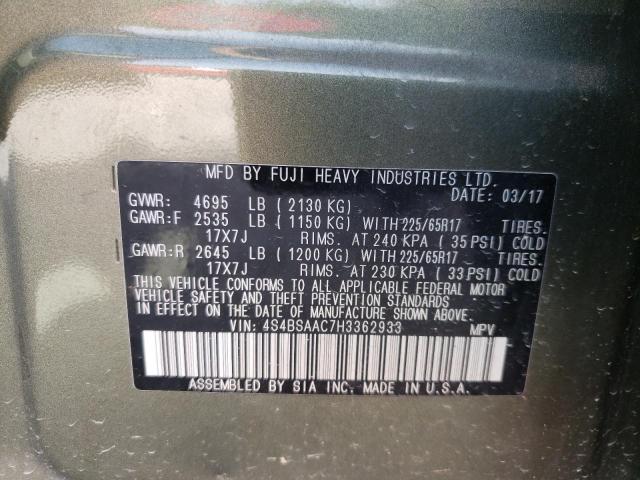 MFD BY FUJI HEAVY INDUSTRIES LTD.
DATE: 03/17
GVWR: 4695 LB (2130 KG)
GAWR:F 2535 LB (1150 KG) WITH 225/65R17 TIRES.
17X7J RIMS. AT 240 KPA (35 PSI) COLD
GAWR:R 2645 LB (1200 KG) WITH 225/65R17 TIRES.
17X7J RIMS. AT 230 KPA (33 PSI) COLD
THIS VEHICLE CONFORMS TO ALL APPLICABLE FEDERAL MOTOR
VEHICLE SAFETY AND THEFT PREVENTION STANDARDS
IN EFFECT ON THE DATE OF MANUFACTURE SHOWN ABOVE.
VIN: 4S4BSAAC7H3362933 MPV
ASSEMBLED BY SIA INC. MADE IN U.S.A.